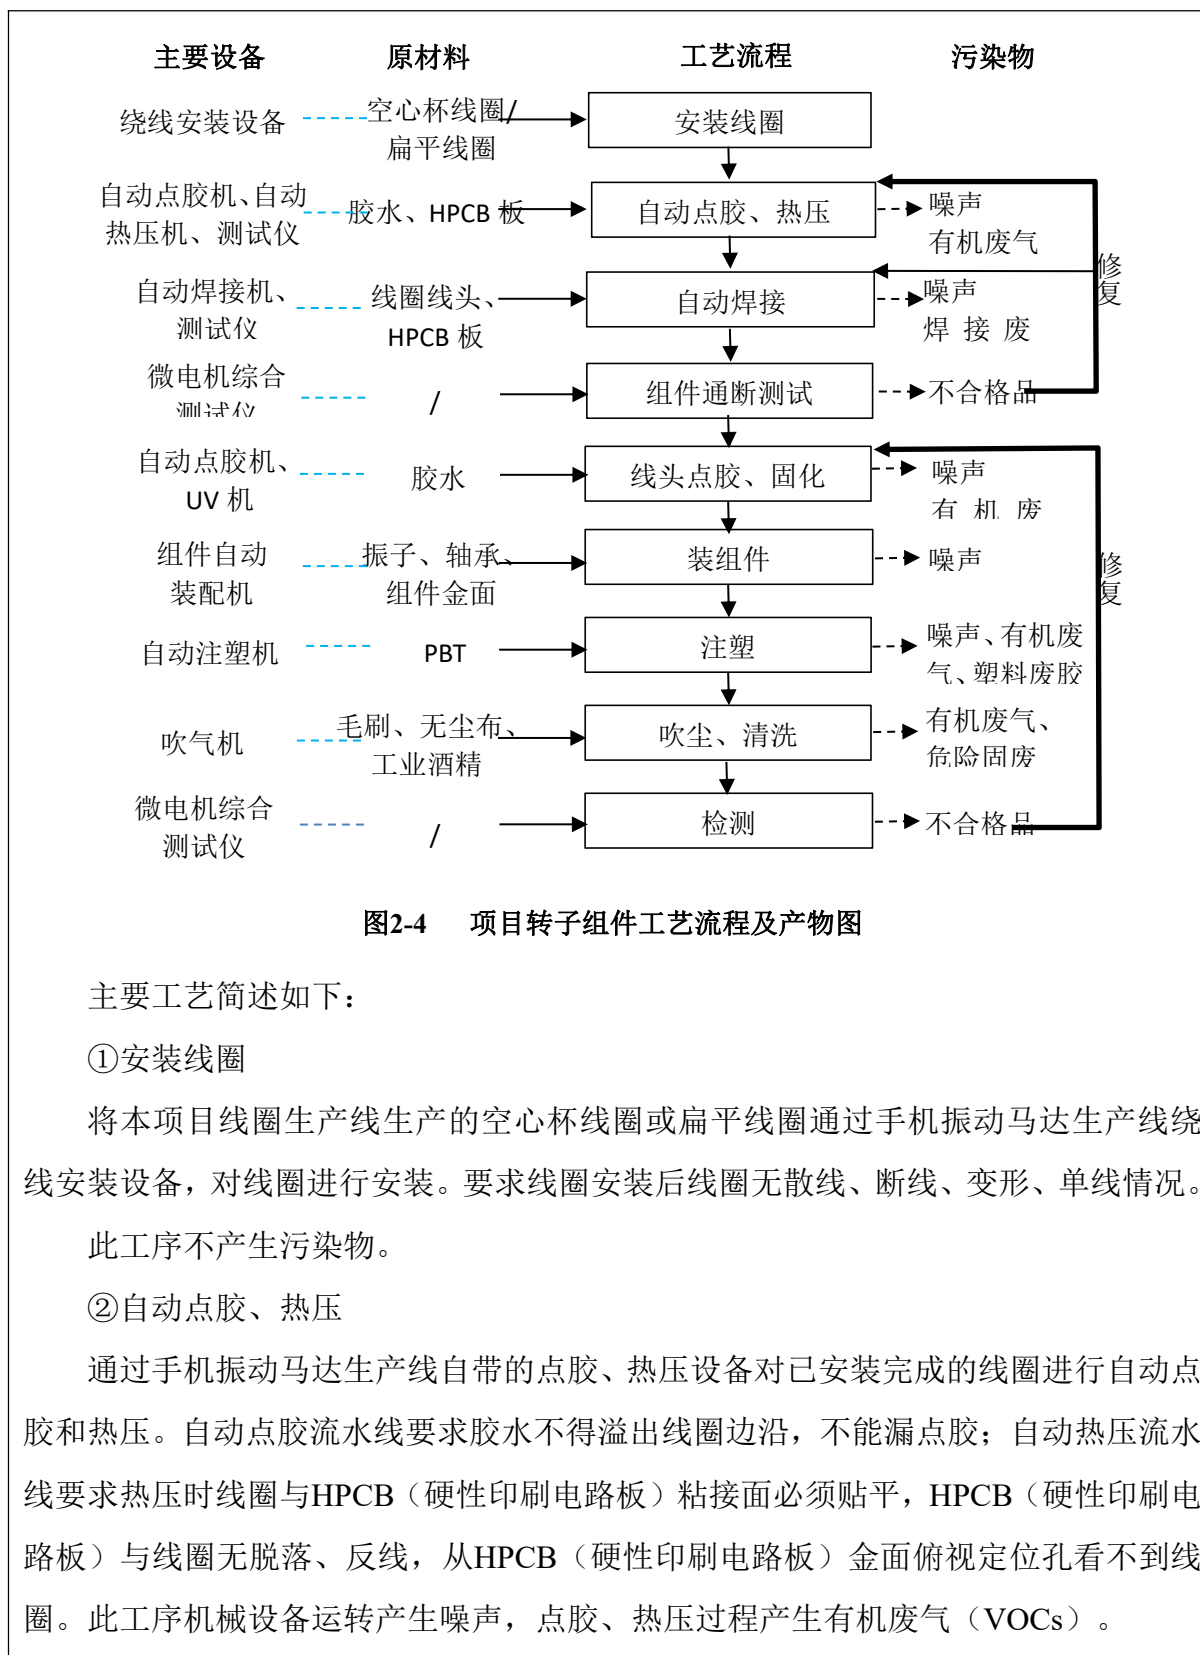 主要设备 原材料 工艺流程 污染物
绕线安装设备 空心杯线圈/ 安装线圈
扁平线圈
自动点胶机、自动 胶水、HPCB 板 自动点胶、热压 噪声
热压机、测试仪 有机废气
修
复
自动焊接机、 线圈线头、 自动焊接 噪声
测试仪 HPCB 板 焊 接 废
微电机综合 / 组件通断测试 不合格品
测试仪
自动点胶机、 胶水 线头点胶、固化 噪声
UV 机 有 机 废
组件自动 振子、轴承、 装组件 噪声
装配机 组件金面
修
复
自动注塑机 PBT 注塑 噪声、有机废
气、塑料废胶
吹气机 毛刷、无尘布、 吹尘、清洗 有机废气、
工业酒精 危险固废
微电机综合 / 检测 不合格品
测试仪
图2-4 项目转子组件工艺流程及产物图
主要工艺简述如下：
①安装线圈
将本项目线圈生产线生产的空心杯线圈或扁平线圈通过手机振动马达生产线绕
线安装设备，对线圈进行安装。要求线圈安装后线圈无散线、断线、变形、单线情况。
此工序不产生污染物。
②自动点胶、热压
通过手机振动马达生产线自带的点胶、热压设备对已安装完成的线圈进行自动点
胶和热压。自动点胶流水线要求胶水不得溢出线圈边沿，不能漏点胶；自动热压流水
线要求热压时线圈与HPCB（硬性印刷电路板）粘接面必须贴平，HPCB（硬性印刷电
路板）与线圈无脱落、反线，从HPCB（硬性印刷电路板）金面俯视定位孔看不到线
圈。此工序机械设备运转产生噪声，点胶、热压过程产生有机废气（VOCs）。